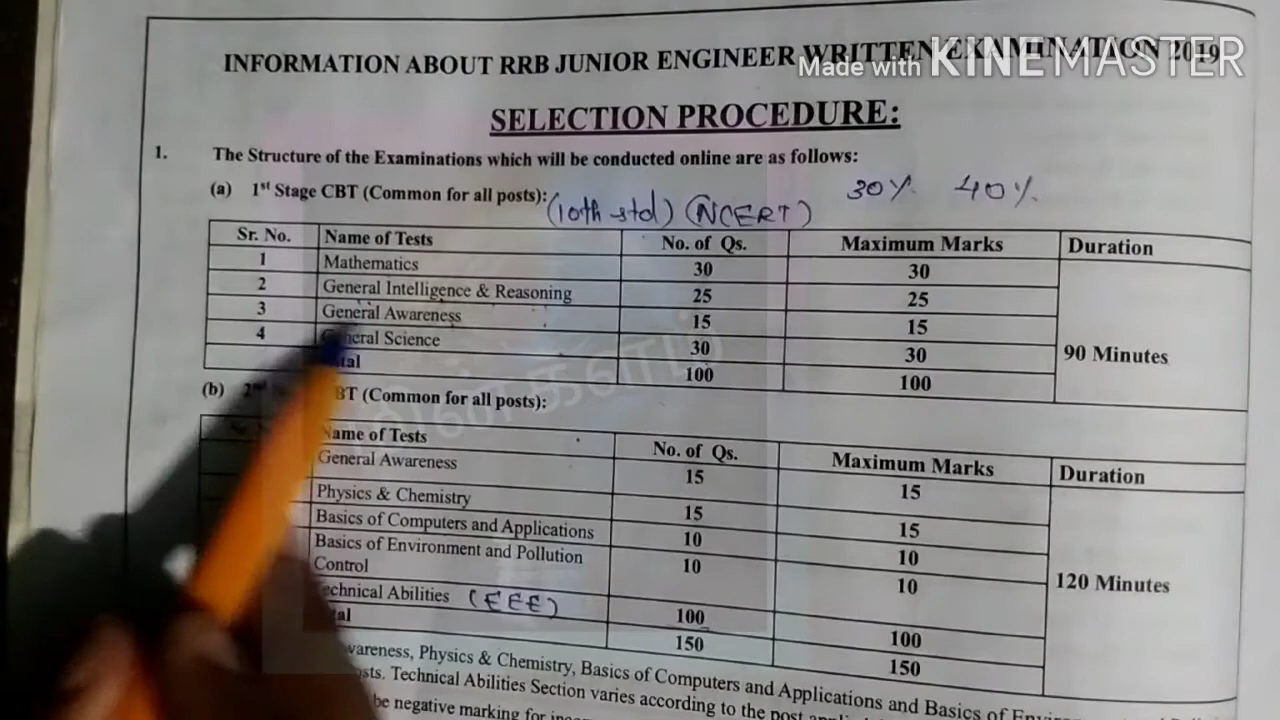 INFORMATION ABOUT RRB JUNIOR ENGINEER WRITTEN EXAMINATION 2019
Made with KINEMASTER
SELECTION PROCEDURE:
1. The Structure of the Examinations which will be conducted online are as follows:
(a) 1st Stage CBT (Common for all posts): (10th std) (NCERT) 30% 40%
Sr. No. Name of Tests No. of Qs. Maximum Marks Duration
1 Mathematics 30 30
2 General Intelligence & Reasoning 25 25
3 General Awareness 15 15
4 General Science 30 30 90 Minutes
100 100
(b) BT (Common for all posts):
Name of Tests No. of Qs. Maximum Marks Duration
General Awareness 15 15
Physics & Chemistry 15 15
Basics of Computers and Applications 10 10
Basics of Environment and Pollution Control 10 10 120 Minutes
echnical Abilities (EEE) 100 100
150 150
wareness, Physics & Chemistry, Basics of Computers and Applications and Basics of
sts. Technical Abilities Section varies according to the post
be negative marking for